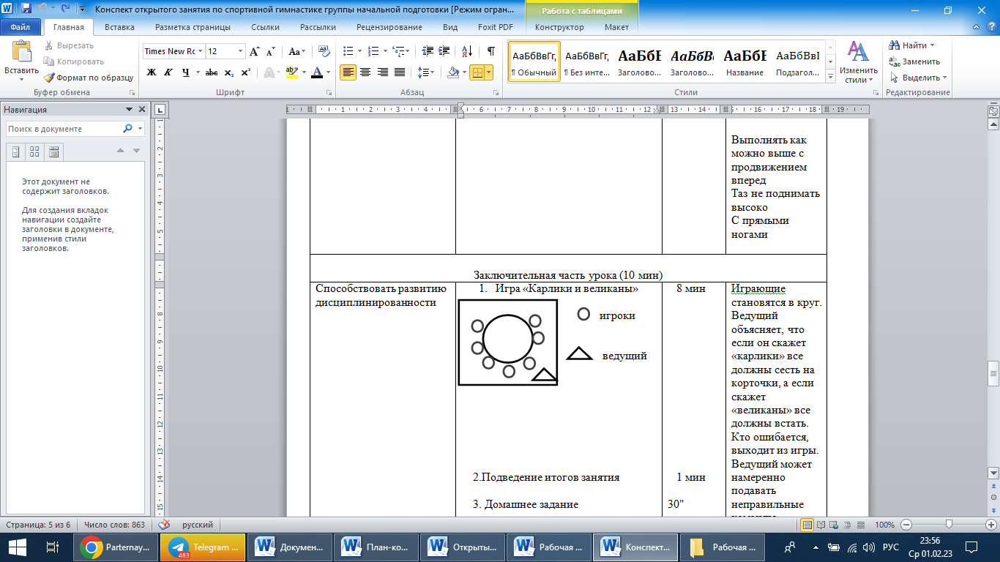 Конспект открытого занятия по спортивной гимнастике группы начальной подготовки [Режим огран...
Работа с таблицами
Файл
Главная
Вставка
Разметка страницы
Ссылки
Рассылки
Рецензирование
Вид
Foxit PDF
Конструктор
Макет
Вставить
Вырезать
Копировать
Формат по образцу
Буфер обмена
Times New Rc
12
Шрифт
Абзац
АаБбВвГг,
¶ Обычный
АаБбВвГг,
¶ Без инте...
АаБбІ
Заголово...
АаБбВв
Заголово...
АаБбІ
Название
АаБбВвІ
Подзагол...
Изменить стили
Стили
Найти
Заменить
Выделить
Редактирование
Навигация
Поиск в документе
Этот документ не
содержит заголовков.
Для создания вкладок
навигации создайте
заголовки в документе,
применив стили
заголовков.
Выполнять как
можно выше с
продвижением
вперед
Таз не поднимать
высоко
С прямыми
ногами
Заключительная часть урока (10 мин)
Способствовать развитию
дисциплинированности
1. Игра «Карлики и великаны»
игроки
ведущий
2.Подведение итогов занятия
3. Домашнее задание
8 мин
1 мин
30"
Играющие
становятся в круг.
Ведущий
объясняет, что
если он скажет
«карлики» все
должны сесть на
корточки, а если
скажет
«великаны» все
должны встать.
Кто ошибается,
выходит из игры.
Ведущий может
намеренно
подавать
неправильные
Страница: 5 из 6
Число слов: 863
русский
100%
Parternay...
Telegram ...
483
Докумен...
План-ко...
Открыты...
Рабочая ...
Конспект...
Рабочая ...
РУС
23:56
Ср 01.02.23